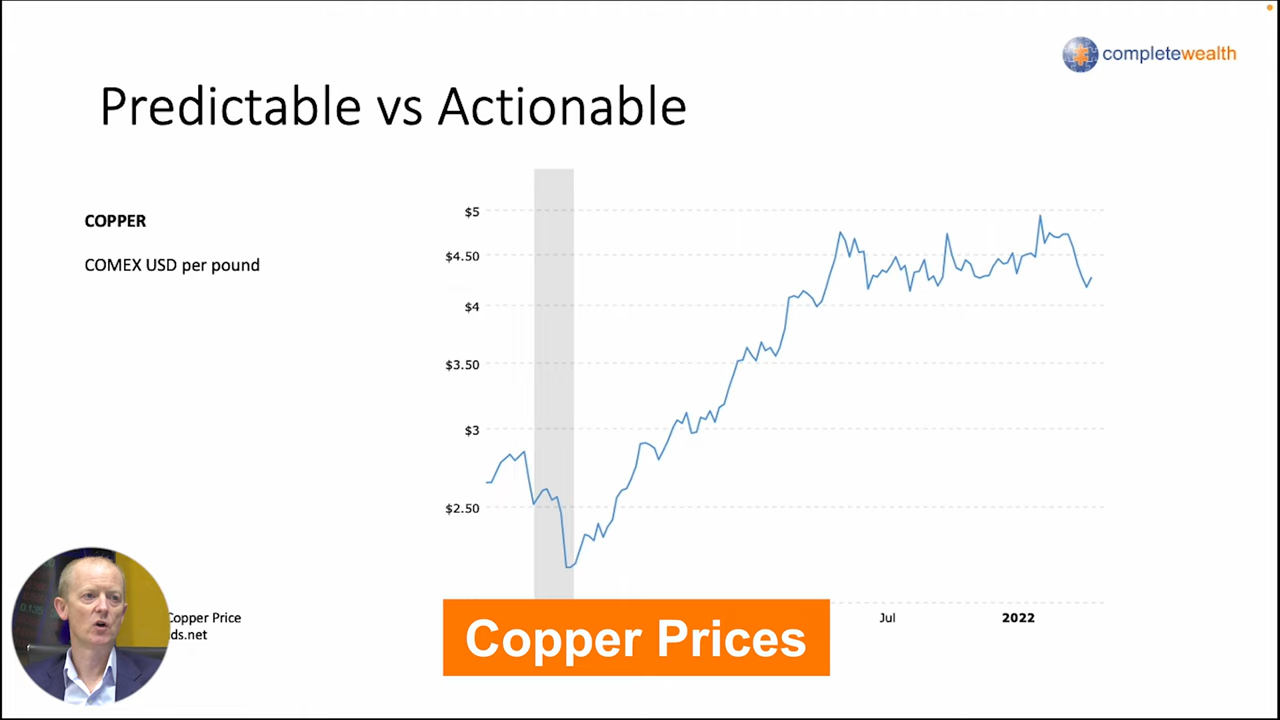 completewealth
Predictable vs Actionable
COPPER
COMEX USD per pound
$5
$4.50
$4
$3.50
$3
$2.50
Jul
2022
Copper Price
ds.net
Copper Prices